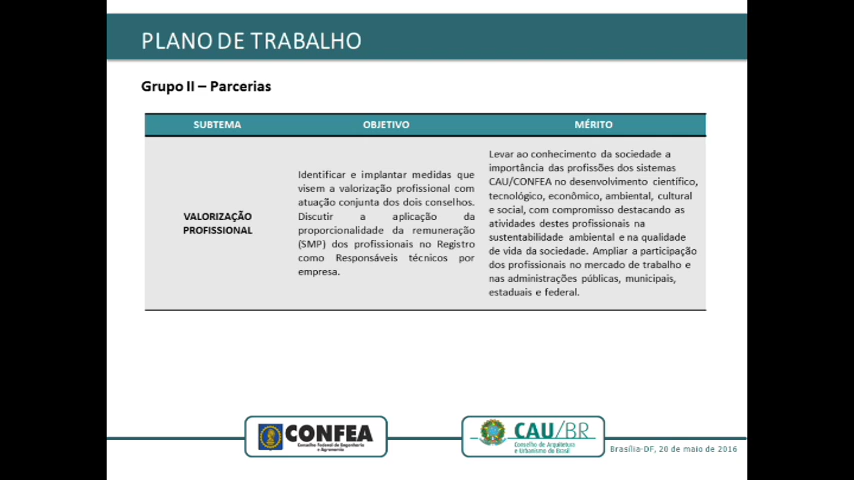 PLANO DE TRABALHO
Grupo II – Parcerias
SUBTEMA OBJETIVO MÉRITO
VALORIZAÇÃO
PROFISSIONAL
Identificar e implantar medidas que
visem a valorização profissional com
atuação conjunta dos dois conselhos.
Discutir a aplicação da
proporcionalidade da remuneração
(SMP) dos profissionais no Registro
como Responsáveis técnicos por
empresa.
Levar ao conhecimento da sociedade a
importância das profissões dos sistemas
CAU/CONFEA no desenvolvimento científico,
tecnológico, econômico, ambiental, cultural
e social, com compromisso destacando as
atividades destes profissionais na
sustentabilidade ambiental e na qualidade
de vida da sociedade. Ampliar a participação
dos profissionais no mercado de trabalho e
nas administrações públicas, municipais,
estaduais e federal.
CONFEA
Conselho Federal de Engenharia
e Agronomia
CAU/BR
Conselho de Arquitetura
e Urbanismo do Brasil
Brasília-DF, 20 de maio de 2016